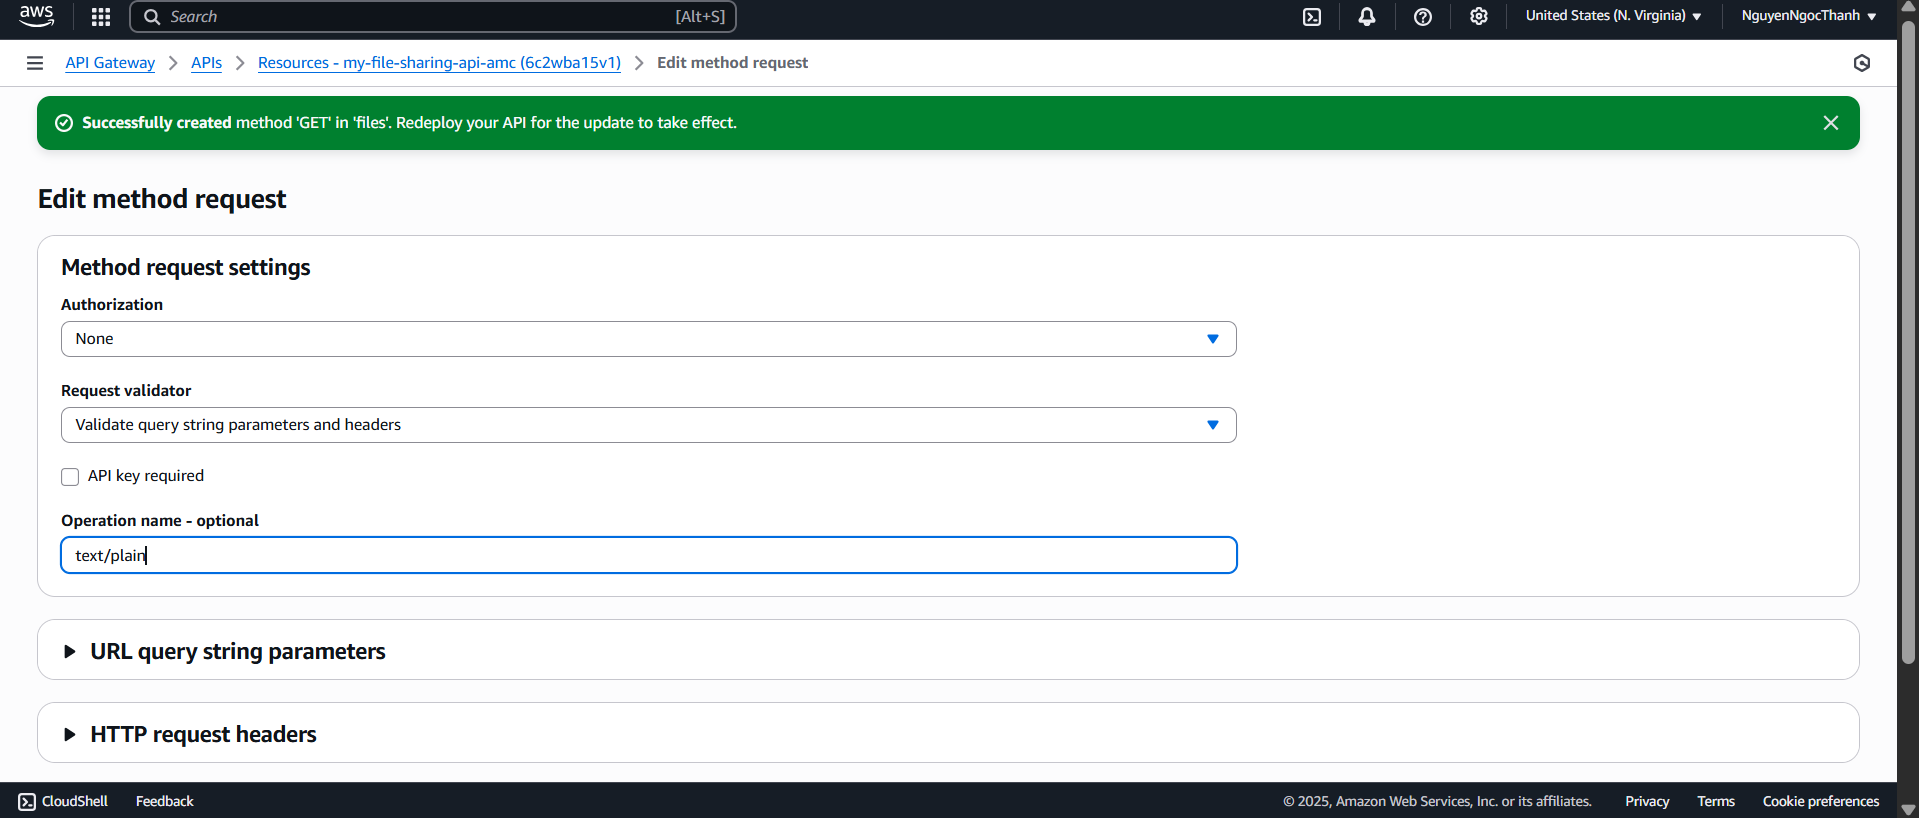 aws
Search [Alt+S]
United States (N. Virginia)
NguyenNgocThanh
API Gateway
APIs
Resources - my-file-sharing-api-amc (6c2wba15v1)
Edit method request
Successfully created method 'GET' in 'files'. Redeploy your API for the update to take effect.
Edit method request
Method request settings
Authorization
None
Request validator
Validate query string parameters and headers
API key required
Operation name - optional
text/plain
URL query string parameters
HTTP request headers
CloudShell
Feedback
© 2025, Amazon Web Services, Inc. or its affiliates.
Privacy
Terms
Cookie preferences